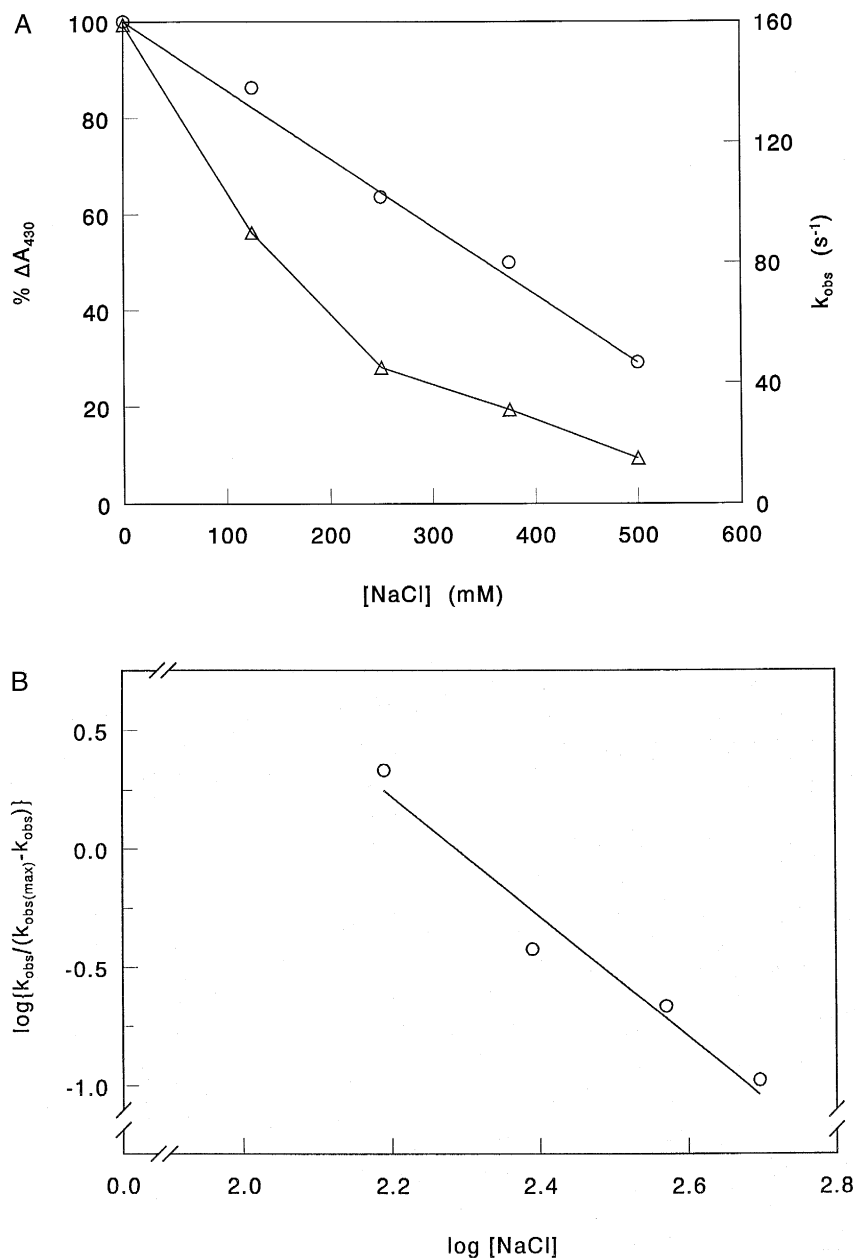 A
100
80
60
40
20
0
% ΔA430
160
120
80
40
0
kobs (s-1)
0 100 200 300 400 500 600
[NaCl] (mM)
B
0.5
0.0
-0.5
-1.0
log{kobs/(kobs(max)-kobs)}
0.0 2.0 2.2 2.4 2.6 2.8
log [NaCl]